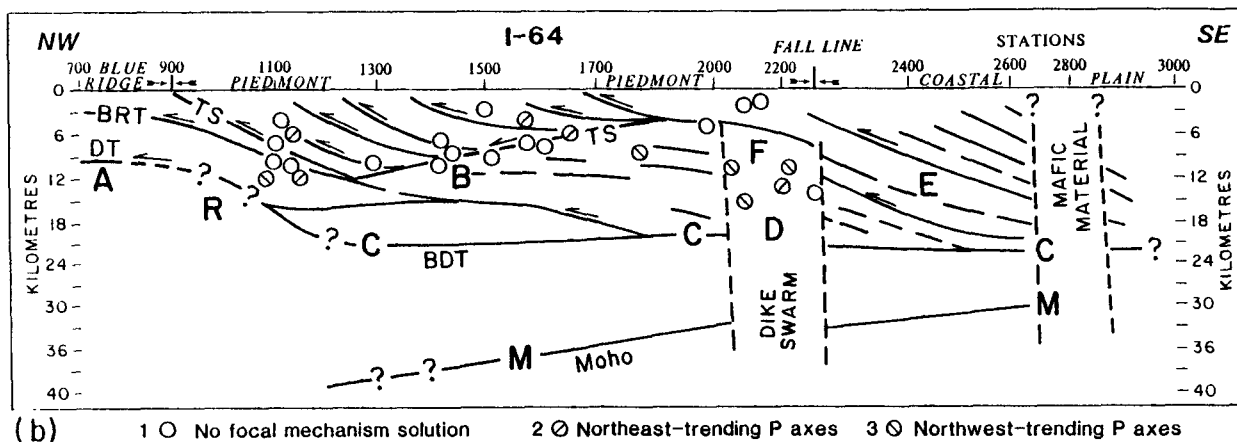 I-64
NW
SE
FALL LINE
STATIONS
700 BLUE RIDGE 900 PIEDMONT 1100 1300 1500 1700 PIEDMONT 2000 2200 2400 COASTAL 2600 2800 PLAIN 3000
0
6
12
18
24
30
36
40
KILOMETRES
BRT
TS
DT
A
R
?
?
?
C
BDT
B
TS
C
F
D
DIKE SWARM
E
C
M
MAFIC MATERIAL
?
?
?
?
?
M
Moho
0
6
12
18
24
30
36
40
KILOMETRES
(b)
1 No focal mechanism solution 2 Northeast-trending P axes 3 Northwest-trending P axes